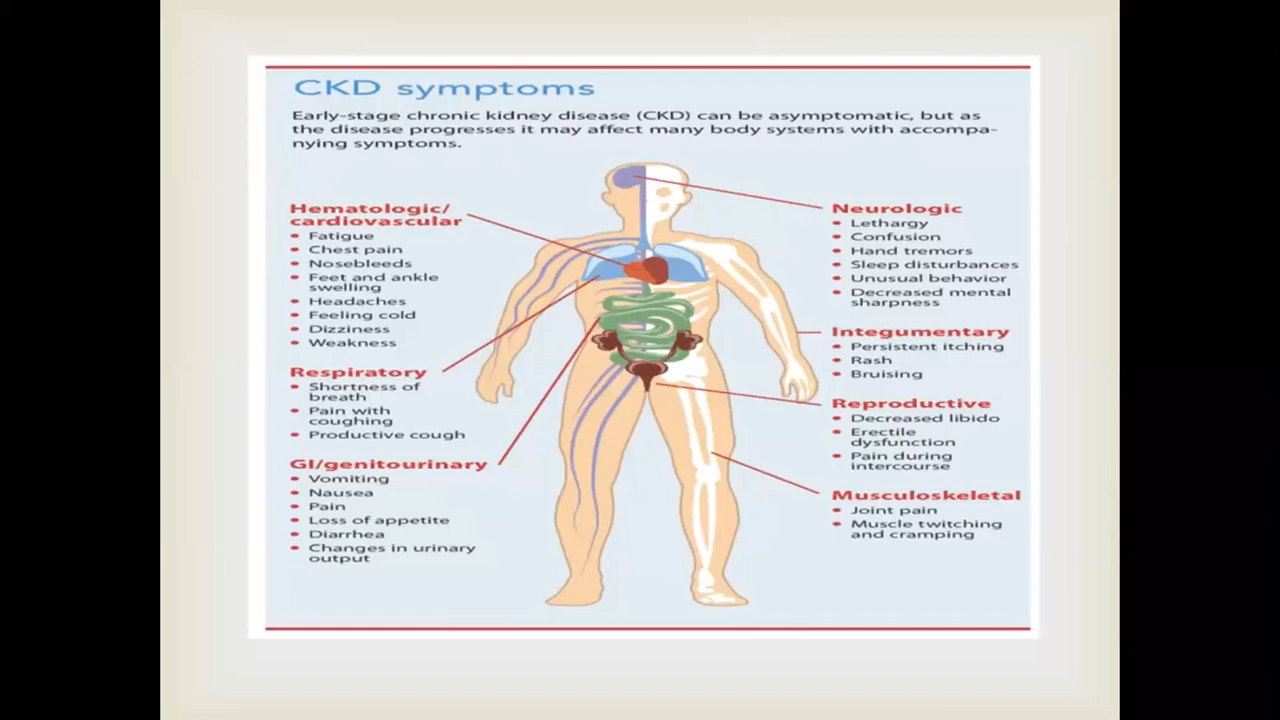 CKD symptoms
Early-stage chronic kidney disease (CKD) can be asymptomatic, but as
the disease progresses it may affect many body systems with accompa-
nying symptoms.
Hematologic/
cardiovascular
• Fatigue
• Chest pain
• Nosebleeds
• Feet and ankle
swelling
• Headaches
• Feeling cold
• Dizziness
• Weakness
Respiratory
• Shortness of
breath
• Pain with
coughing
• Productive cough
GI/genitourinary
• Vomiting
• Nausea
• Pain
• Loss of appetite
• Diarrhea
• Changes in urinary
output
Neurologic
• Lethargy
• Confusion
• Hand tremors
• Sleep disturbances
• Unusual behavior
• Decreased mental
sharpness
Integumentary
• Persistent itching
• Rash
• Bruising
Reproductive
• Decreased libido
• Erectile
dysfunction
• Pain during
intercourse
Musculoskeletal
• Joint pain
• Muscle twitching
and cramping